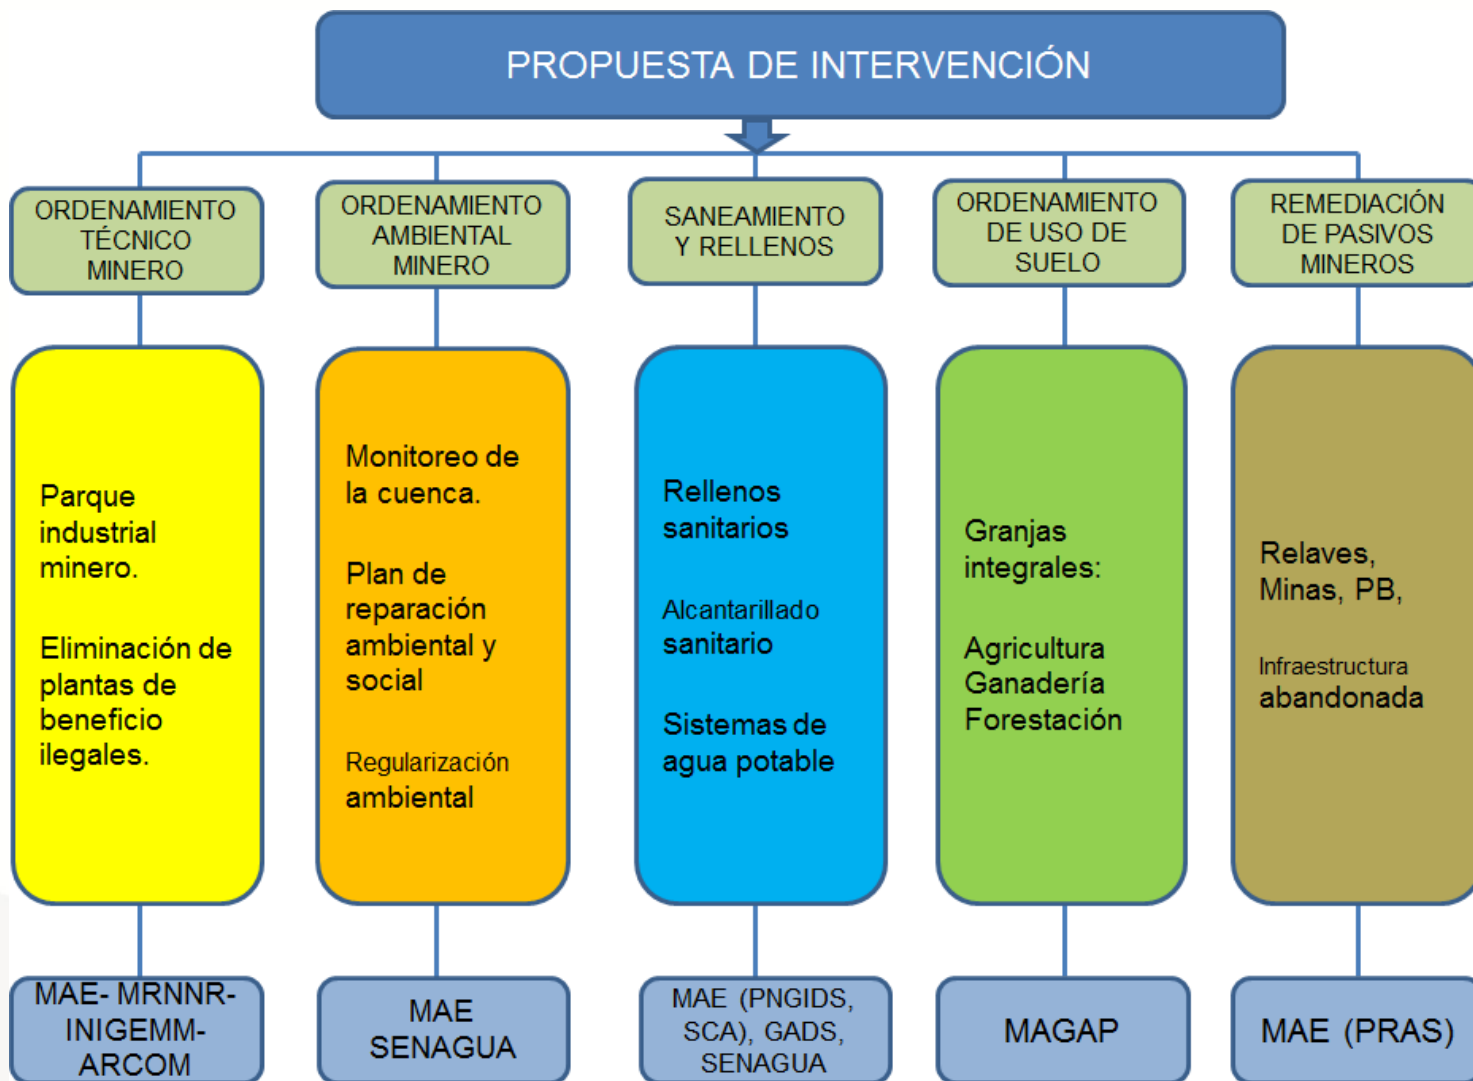 PROPUESTA DE INTERVENCIÓN
ORDENAMIENTO
TÉCNICO
MINERO
ORDENAMIENTO
AMBIENTAL
MINERO
SANEAMIENTO
Y RELLENOS
ORDENAMIENTO
DE USO DE
SUELO
REMEDIACIÓN
DE PASIVOS
MINEROS
Parque
industrial
minero.
Eliminación de
plantas de
beneficio
ilegales.
Monitoreo de
la cuenca.
Plan de
reparación
ambiental y
social
Regularización
ambiental
Rellenos
sanitarios
Alcantarillado
sanitario
Sistemas de
agua potable
Granjas
integrales:
Agricultura
Ganadería
Forestación
Relaves,
Minas, PB,
Infraestructura
abandonada
MAE- MRNNR-
INIGEMM-
ARCOM
MAE
SENAGUA
MAE (PNGIDS,
SCA), GADS,
SENAGUA
MAGAP
MAE (PRAS)